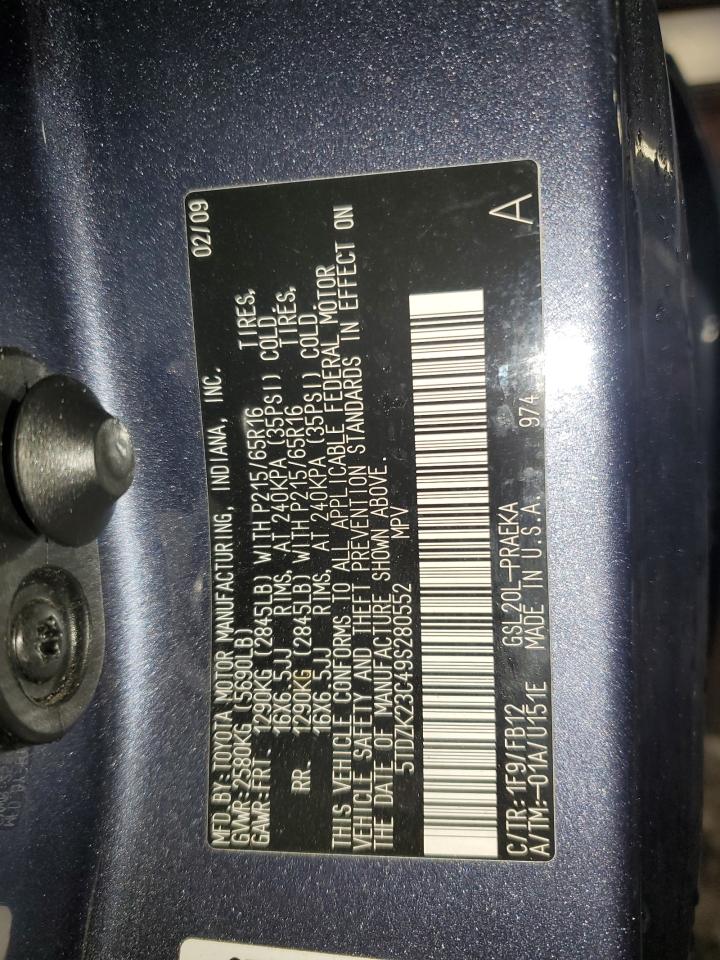 MFD. BY: TOYOTA MOTOR MANUFACTURING, INDIANA, INC. 02/09
GVWR: 2580KG (5690LB)
GAWR: FRT. 1290KG (2845LB) WITH P215/65R16 TIRES,
16X6.5JJ RIMS, AT 240KPA (35PSI) COLD
RR. 1290KG (2845LB) WITH P215/65R16 TIRES,
16X6.5JJ RIMS, AT 240KPA (35PSI) COLD.
THIS VEHICLE CONFORMS TO ALL APPLICABLE FEDERAL MOTOR
VEHICLE SAFETY AND THEFT PREVENTION STANDARDS IN EFFECT ON
THE DATE OF MANUFACTURE SHOWN ABOVE.
5TDZK23C49S280552 MPV
C/TR: 1F9/FB12 GSL20L-PRAEKA A
A/TM:-01A/U151E MADE IN U.S.A. 974